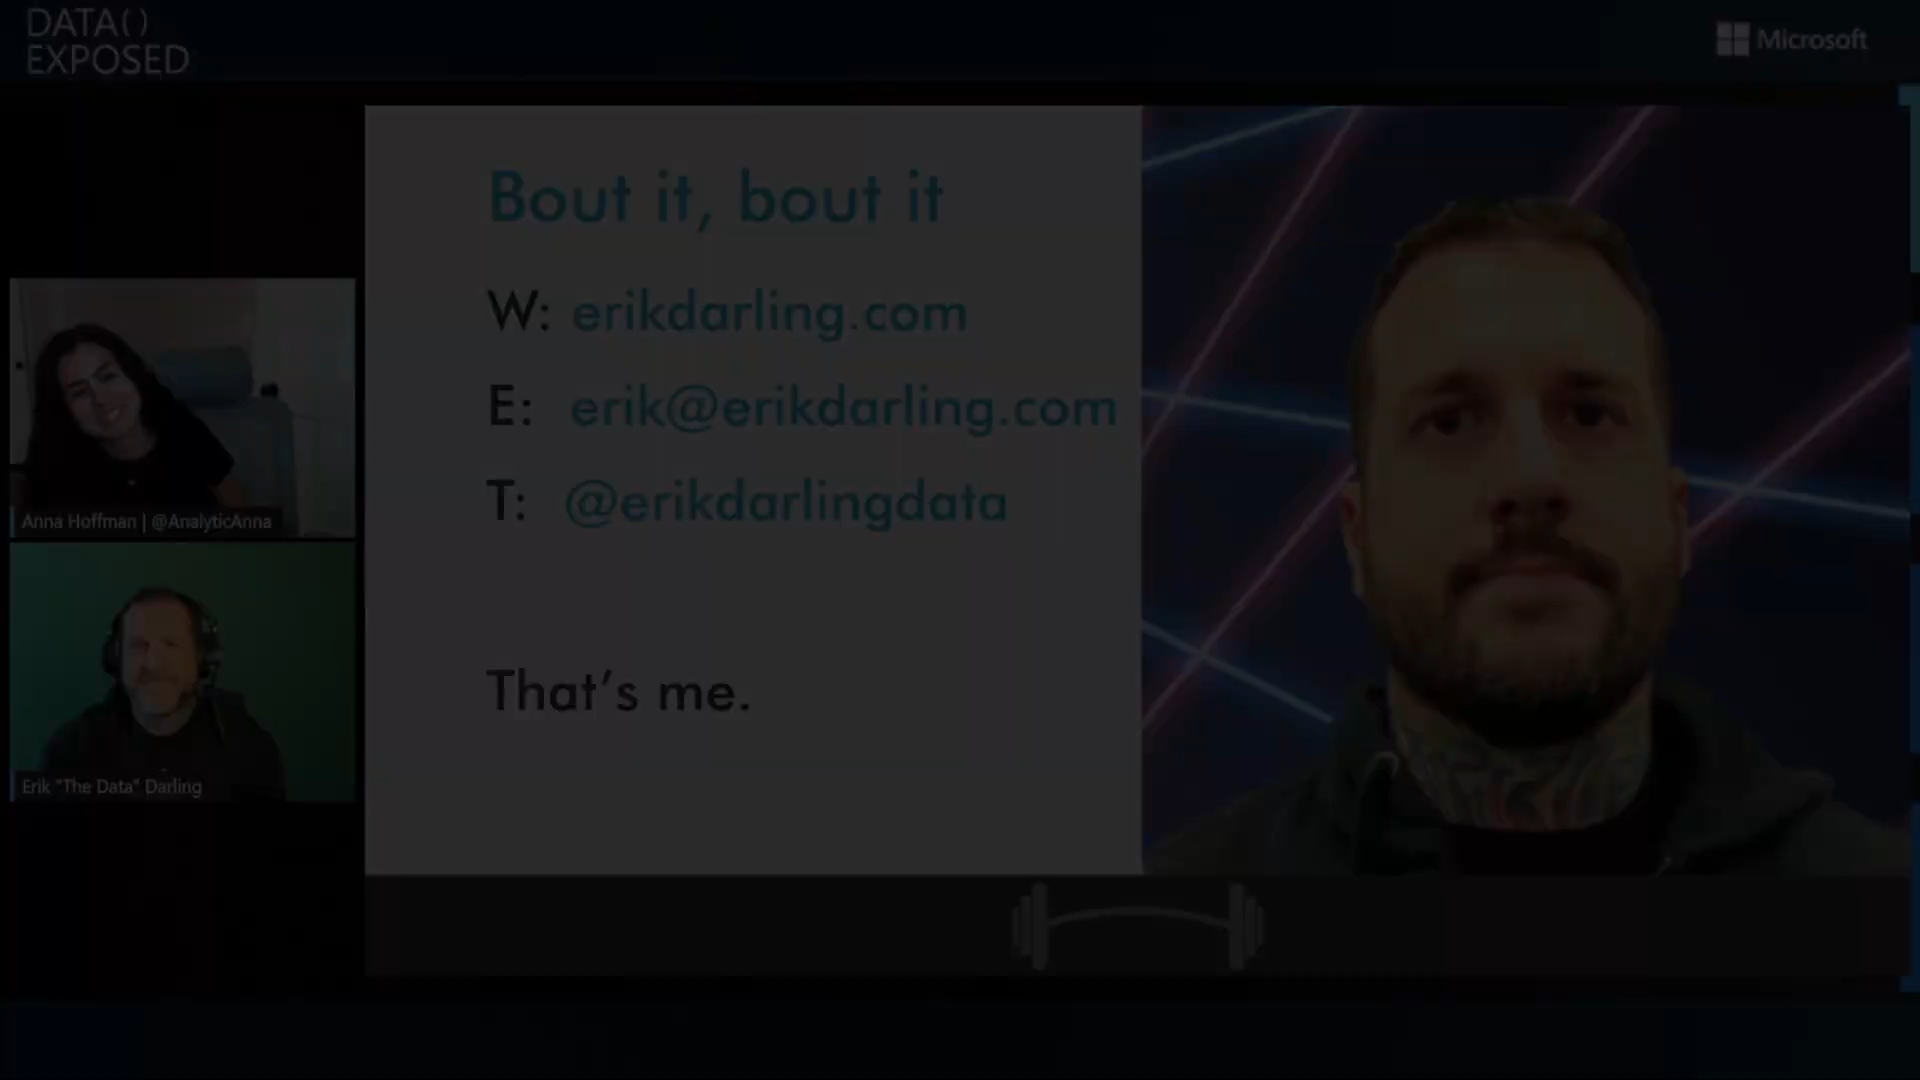 DATA()
EXPOSED
Microsoft
Bout it, bout it
W: erikdarling.com
E: erik@erikdarling.com
T: @erikdarlingdata
That's me.
Anna Hoffman | @AnalyticAnna
Erik "The Data" Darling